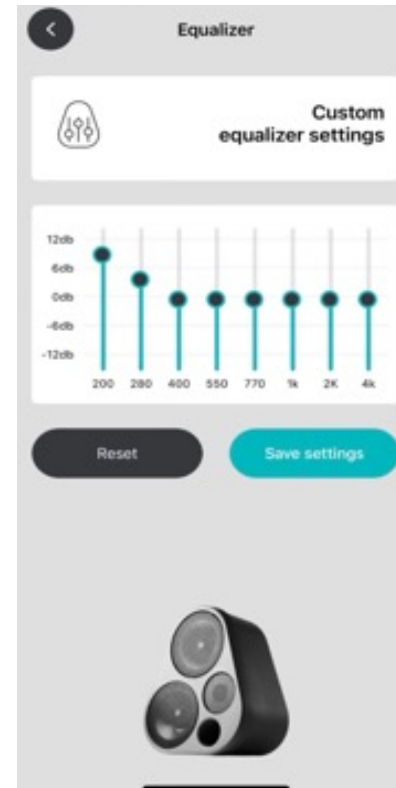 Equalizer
Custom
equalizer settings
12db
6db
0db
-6db
-12db
200 280 400 550 770 1k 2K 4k
Reset Save settings